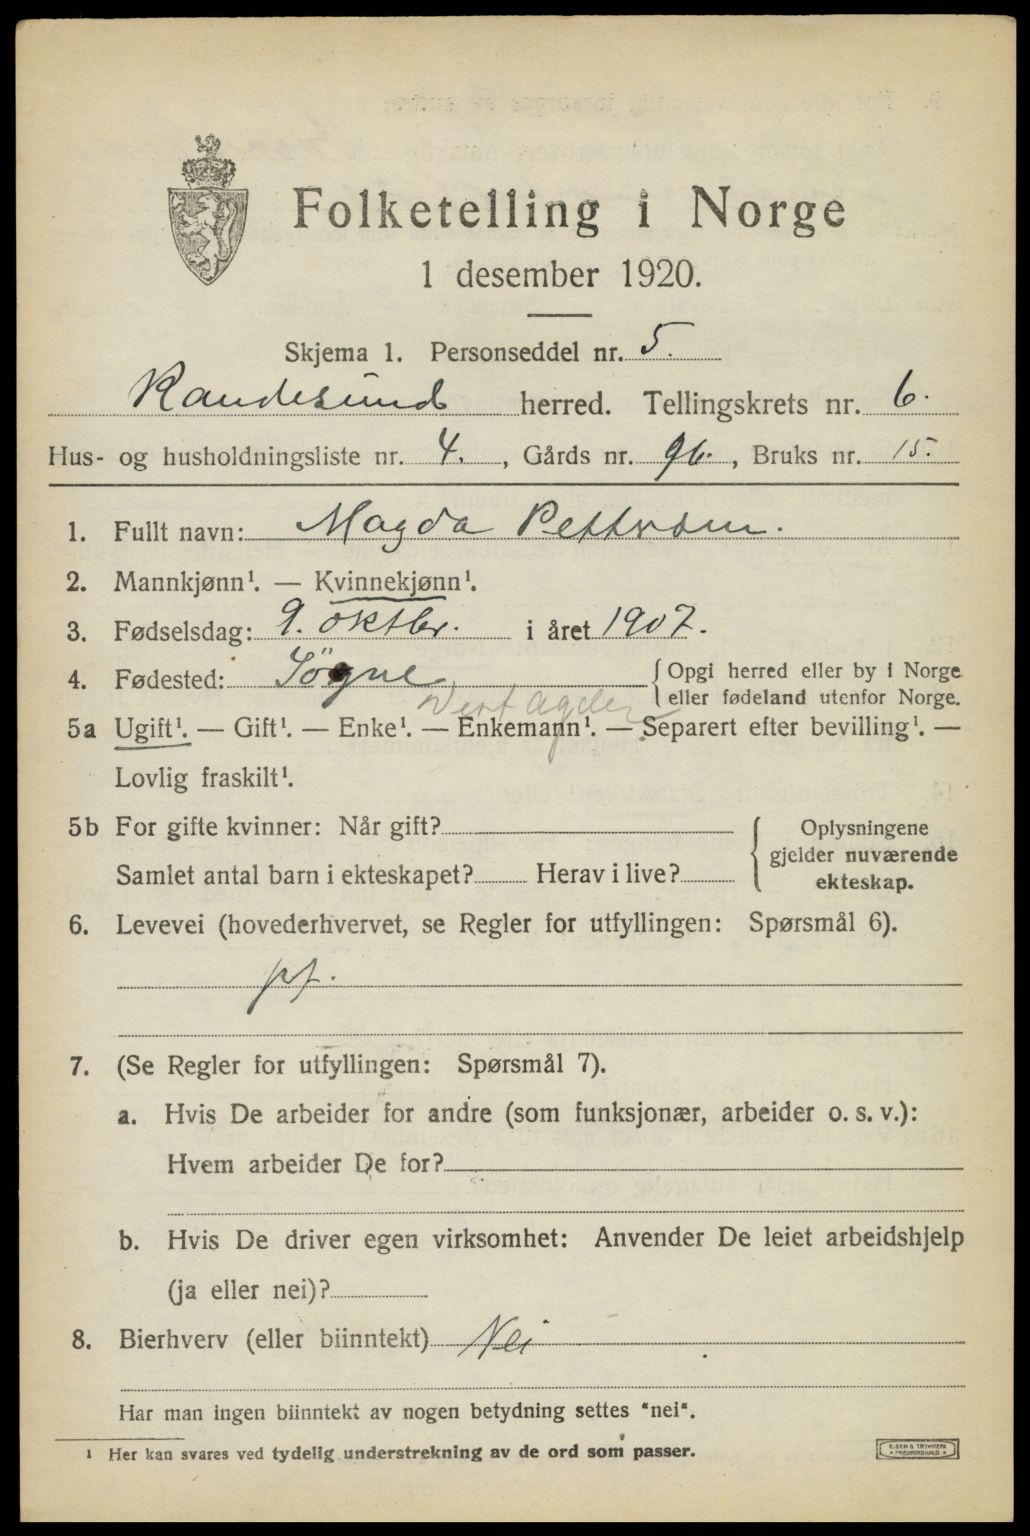 Folketelling i Norge
1 desember 1920.
Skjema 1. Personseddel nr. 5.
Randesund herred. Tellingskrets nr. 6.
Hus- og husholdningsliste nr. 4., Gårds nr. 96., Bruks nr. 15.
1. Fullt navn: Magda Pettersen.
2. Mannkjønn¹. — Kvinnekjønn¹.
3. Fødselsdag: 9. oktbr. i året 1907.
4. Fødested: Søgne { Opgi herred eller by i Norge
eller fødeland utenfor Norge.
Vest Agder
5a Ugift¹. — Gift¹. — Enke¹. — Enkemann¹. — Separert efter bevilling¹. —
Lovlig fraskilt¹.
5b For gifte kvinner: Når gift?
Samlet antal barn i ekteskapet? Herav i live?
{ Oplysningene
gjelder nuværende
ekteskap.
6. Levevei (hovederhvervet, se Regler for utfyllingen: Spørsmål 6).
pf.
7. (Se Regler for utfyllingen: Spørsmål 7).
a. Hvis De arbeider for andre (som funksjonær, arbeider o. s. v.):
Hvem arbeider De for?
b. Hvis De driver egen virksomhet: Anvender De leiet arbeidshjelp
(ja eller nei)?
8. Bierhverv (eller biinntekt) Nei
Har man ingen biinntekt av nogen betydning settes "nei".
¹ Her kan svares ved tydelig understrekning av de ord som passer.